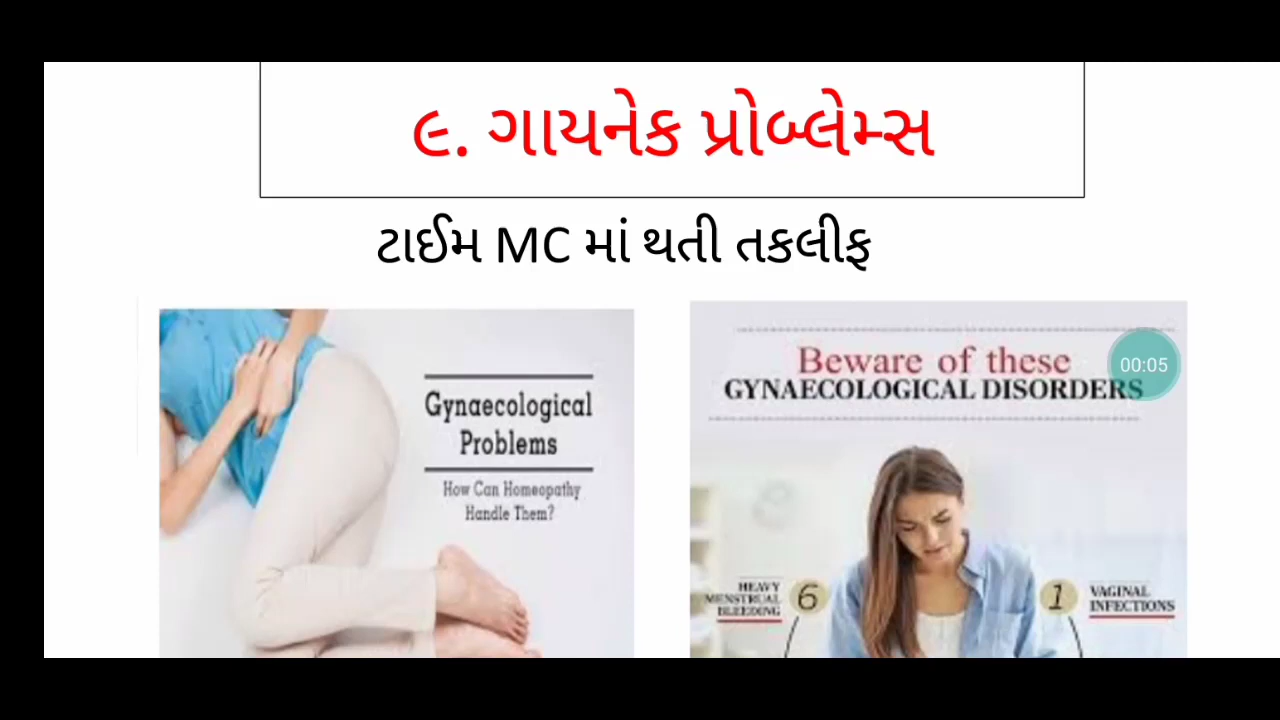 ૯. ગાયનેક પ્રોબ્લેમ્સ
ટાઈમ MC માં થતી તકલીફ
Gynaecological
Problems
How Can Homeopathy
Handle Them?
Beware of these
GYNAECOLOGICAL DISORDERS
00:05
HEAVY
MENSTRUAL
BLEEDING
6
1
VAGINAL
INFECTIONS